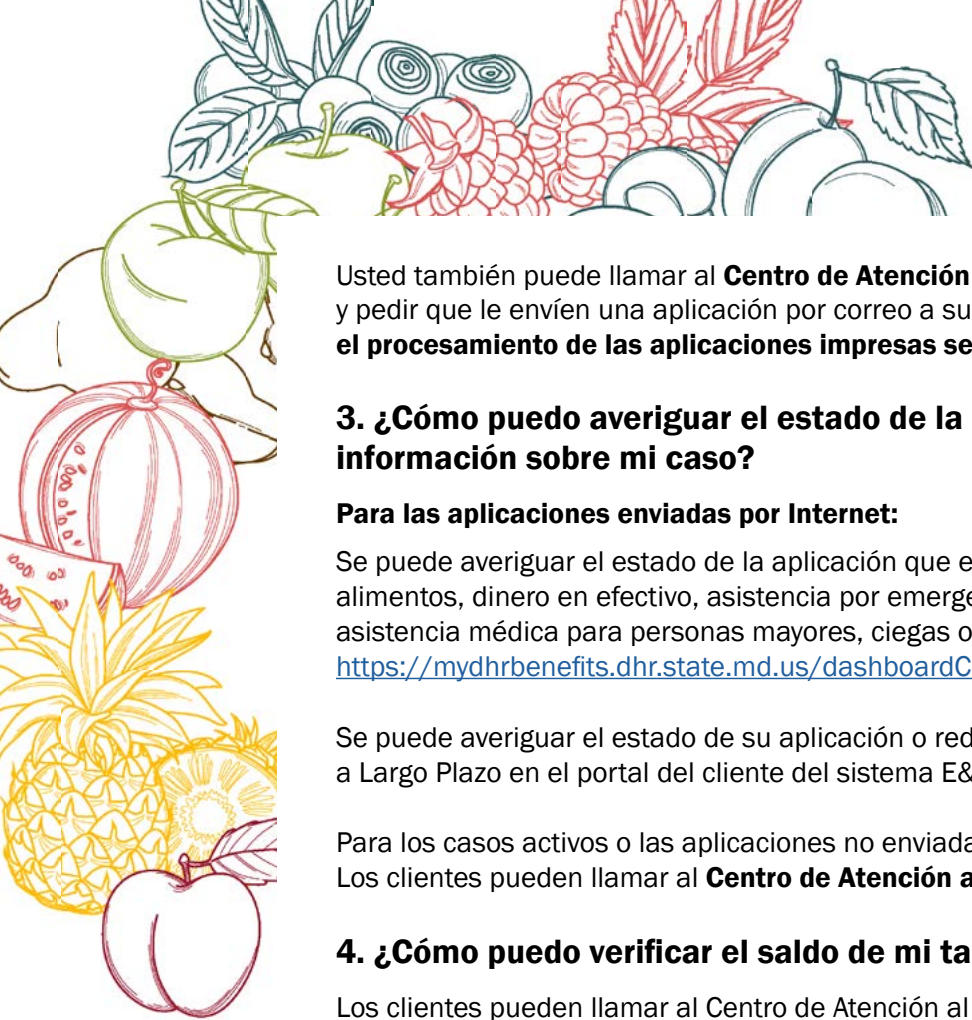 Usted también puede llamar al Centro de Atención
y pedir que le envíen una aplicación por correo a su
el procesamiento de las aplicaciones impresas se
3. ¿Cómo puedo averiguar el estado de la
información sobre mi caso?
Para las aplicaciones enviadas por Internet:
Se puede averiguar el estado de la aplicación que e
alimentos, dinero en efectivo, asistencia por emerge
asistencia médica para personas mayores, ciegas o
https://mydhrbenefits.dhr.state.md.us/dashboardC
Se puede averiguar el estado de su aplicación o red
a Largo Plazo en el portal del cliente del sistema E&
Para los casos activos o las aplicaciones no enviada
Los clientes pueden llamar al Centro de Atención a
4. ¿Cómo puedo verificar el saldo de mi ta
Los clientes pueden llamar al Centro de Atención al